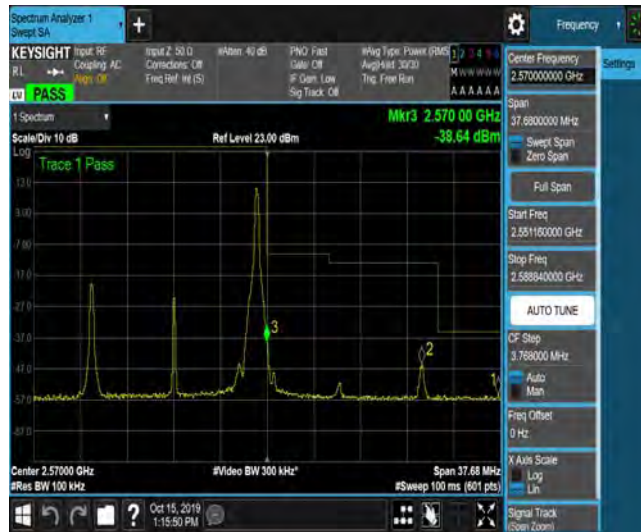 Spectrum Analyzer 1
Swept SA
+
Frequency
KEYSIGHT
Input: RF
Input Z: 50 Ω
#Atten: 40 dB
PNO: Fast
#Avg Type: Power (RMS
1 2 3 4 5 6
RL
Coupling: AC
Corrections: Off
Gate: Off
Avg|Hold: 30/30
M W W W W W
Align: Off
Freq Ref: Int (S)
IF Gain: Low
Trig: Free Run
Sig Track: Off
A A A A A A
LW PASS
1 Spectrum
Mkr3 2.570 00 GHz
Scale/Div 10 dB
Ref Level 23.00 dBm
-38.64 dBm
Log
Trace 1 Pass
13.0
3.00
-7.00
-17.0
-27.0
-37.0
-47.0
-57.0
-67.0
3
2
1
Center 2.57000 GHz
#Video BW 300 kHz*
Span 37.68 MHz
#Res BW 100 kHz
#Sweep 100 ms (601 pts)
Oct 15, 2019
1:15:50 PM
?
Center Frequency
2.570000000 GHz
Settings
Span
37.6800000 MHz
Swept Span
Zero Span
Full Span
Start Freq
2.551160000 GHz
Stop Freq
2.588840000 GHz
AUTO TUNE
CF Step
3.768000 MHz
Auto
Man
Freq Offset
0 Hz
X Axis Scale
Log
Lin
Signal Track
(Span Zoom)